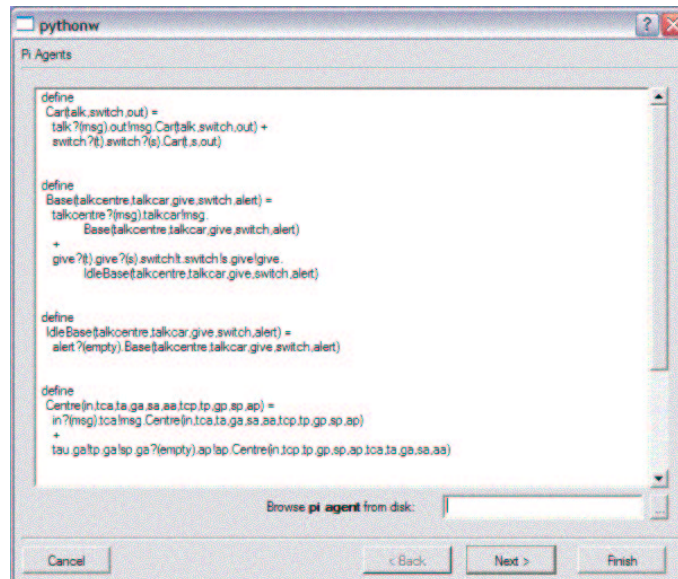 pythonw
Pi Agents
define
Car(talk,switch,out) =
talk?(msg).out!msg.Car(talk,switch,out) +
switch?(t).switch?(s).Car(t,s,out)
define
Base(talkcentre,talkcar,give,switch,alert) =
talkcentre?(msg).talkcar!msg.
Base(talkcentre,talkcar,give,switch,alert)
+
give?(t).give?(s).switch!t.switch!s.give!give.
IdleBase(talkcentre,talkcar,give,switch,alert)
define
IdleBase(talkcentre,talkcar,give,switch,alert) =
alert?(empty).Base(talkcentre,talkcar,give,switch,alert)
define
Centre(in,tca,ta,ga,sa,aa,tcp,tp,gp,sp,ap) =
in?(msg).tca!msg.Centre(in,tca,ta,ga,sa,aa,tcp,tp,gp,sp,ap)
+
tau.ga!tp.ga!sp.ga?(empty).ap!ap.Centre(in,tcp,tp,gp,sp,ap,tca,ta,ga,sa,aa)
Browse pi agent from disk:
...
Cancel
< Back
Next >
Finish